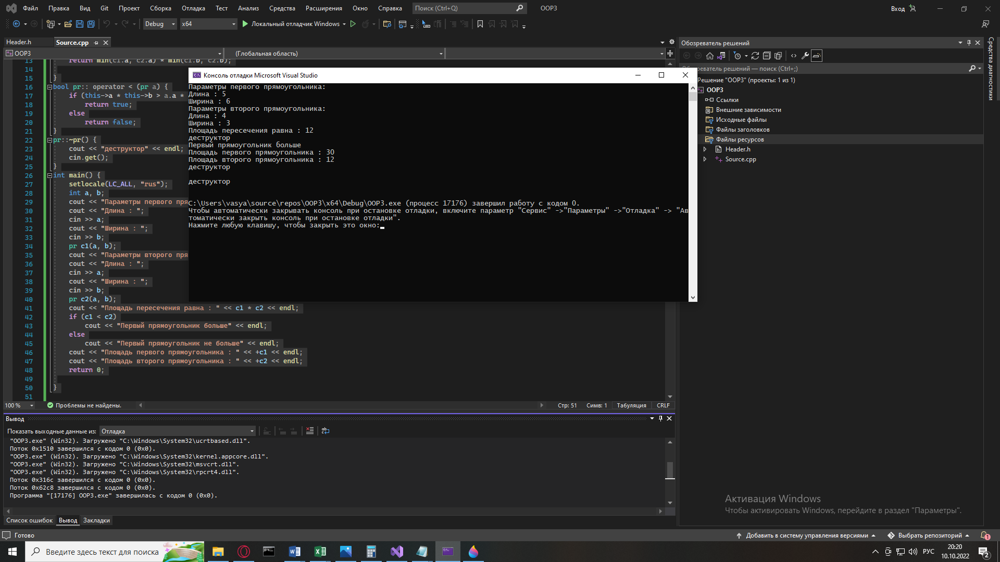 Файл Правка Вид Git Проект Сборка Отладка Тест Анализ Средства Расширения Окно Справка Поиск (Ctrl+Q) OOP3 Вход
Debug x64 Локальный отладчик Windows
Header.h Source.cpp
OOP3 (Глобальная область)
13 return min(c1.a, c2.a) * min(c1.b, c2.b);
14
15 }
16 bool pr:: operator < (pr a) {
17 if (this->a * this->b > a.a *
18 return true;
19 else
20 return false;
21 }
22 pr::~pr() {
23 cout << "деструктор" << endl;
24 cin.get();
25 }
26 int main() {
27 setlocale(LC_ALL, "rus");
28 int a, b;
29 cout << "Параметры первого пря
30 cout << "Длина : ";
31 cin >> a;
32 cout << "Ширина : ";
33 cin >> b;
34 pr c1(a, b);
35 cout << "Параметры второго пря
36 cout << "Длина : ";
37 cin >> a;
38 cout << "Ширина : ";
39 cin >> b;
40 pr c2(a, b);
41 cout << "Площадь пересечения равна : " << c1 * c2 << endl;
42 if (c1 < c2)
43 cout << "Первый прямоугольник больше" << endl;
44 else
45 cout << "Первый прямоугольник не больше" << endl;
46 cout << "Площадь первого прямоугольника : " << +c1 << endl;
47 cout << "Площадь второго прямоугольника : " << +c2 << endl;
48 return 0;
49
50 }
51
Консоль отладки Microsoft Visual Studio
Параметры первого прямоугольника:
Длина : 5
Ширина : 6
Параметры второго прямоугольника:
Длина : 4
Ширина : 3
Площадь пересечения равна : 12
деструктор
Первый прямоугольник больше
Площадь первого прямоугольника : 30
Площадь второго прямоугольника : 12
деструктор
деструктор
C:\Users\vasya\source\repos\OOP3\x64\Debug\OOP3.exe (процесс 17176) завершил работу с кодом 0.
Чтобы автоматически закрывать консоль при остановке отладки, включите параметр "Сервис" ->"Параметры" ->"Отладка" -> "Ав
томатически закрыть консоль при остановке отладки".
Нажмите любую клавишу, чтобы закрыть это окно:
100 % Проблемы не найдены. Стр: 51 Симв: 1 Табуляция CRLF
Вывод
Показать выходные данные из: Отладка
"OOP3.exe" (Win32). Загружено "C:\Windows\System32\ucrtbased.dll".
Поток 0x1510 завершился с кодом 0 (0x0).
"OOP3.exe" (Win32). Загружено "C:\Windows\System32\kernel.appcore.dll".
"OOP3.exe" (Win32). Загружено "C:\Windows\System32\msvcrt.dll".
"OOP3.exe" (Win32). Загружено "C:\Windows\System32\rpcrt4.dll".
Поток 0x316c завершился с кодом 0 (0x0).
Поток 0x62c8 завершился с кодом 0 (0x0).
Программа "[17176] OOP3.exe" завершилась с кодом 0 (0x0).
Список ошибок Вывод Закладки
Обозреватель решений
Обозреватель решений — поиск (Ctrl+;)
Решение "OOP3" (проекты: 1 из 1)
OOP3
Ссылки
Внешние зависимости
Исходные файлы
Файлы заголовков
Файлы ресурсов
Header.h
Source.cpp
Средства диагностики
Активация Windows
Чтобы активировать Windows, перейдите в раздел "Параметры".
Готово Добавить в систему управления версиями Выбрать репозиторий 1
Введите здесь текст для поиска РУС 20:20
10.10.2022 2